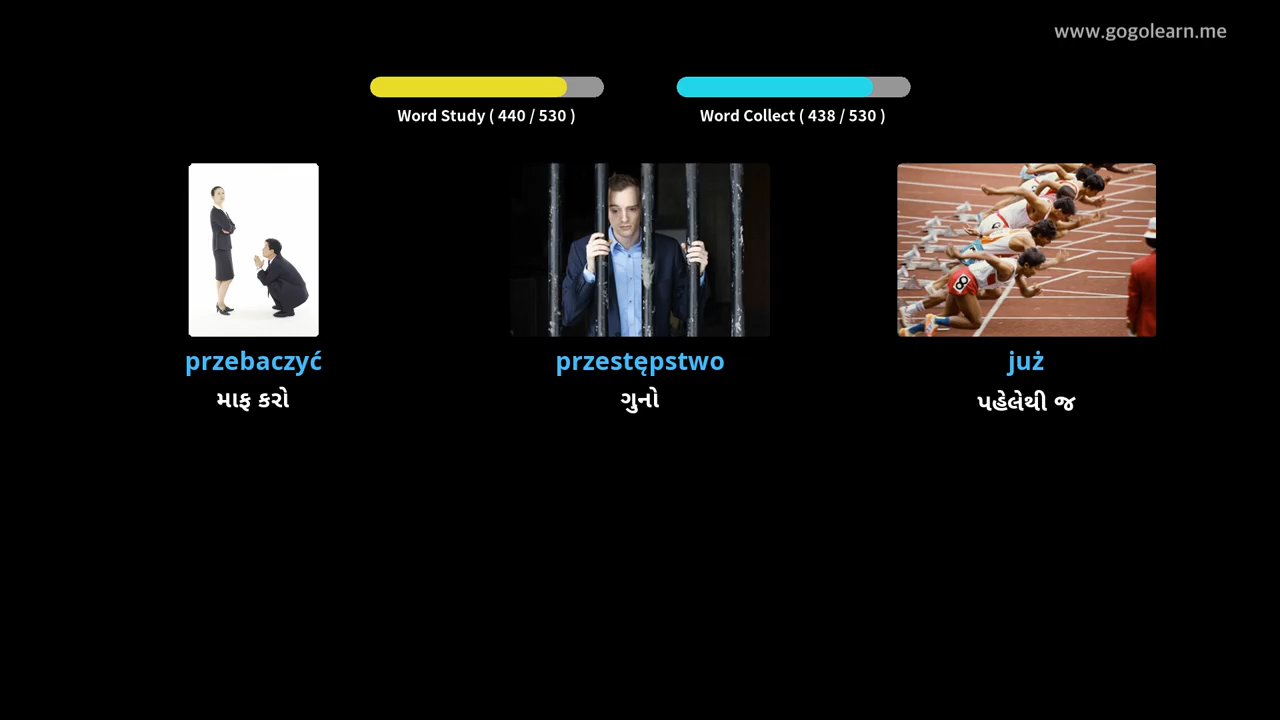 www.gogolearn.me
Word Study ( 440 / 530 )
Word Collect ( 438 / 530 )
przebaczyć
przestępstwo
już
માફ કરો
ગુનો
પહેલેથી જ